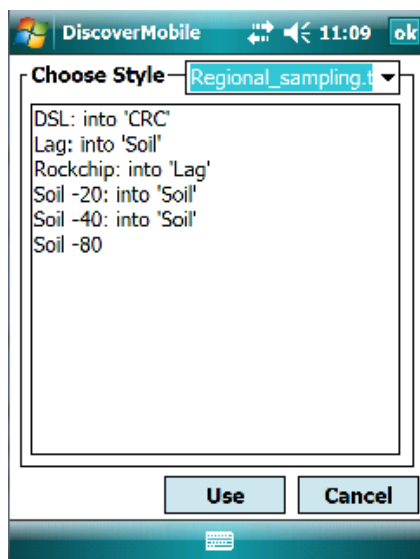 DiscoverMobile 11:09 ok
Choose Style Regional_sampling.t
DSL: into 'CRC'
Lag: into 'Soil'
Rockchip: into 'Lag'
Soil -20: into 'Soil'
Soil -40: into 'Soil'
Soil -80
Use Cancel